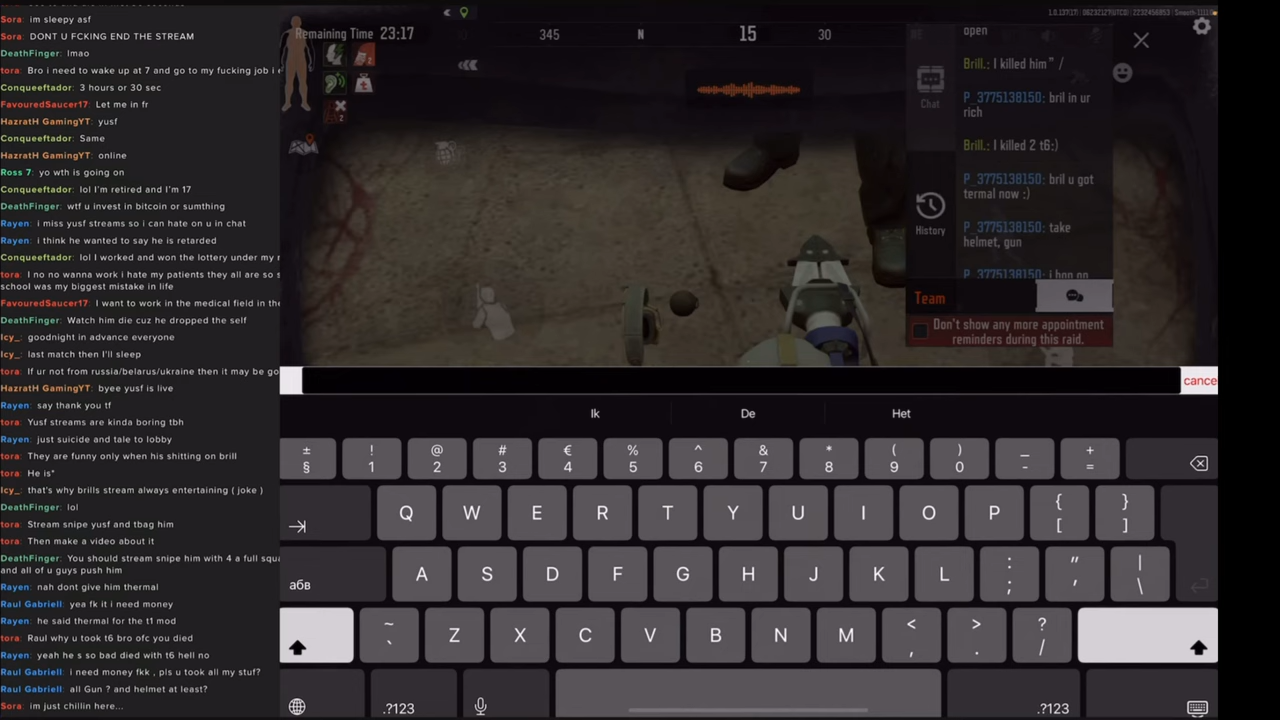 Sora: im sleepy asf
Sora: DONT U FCKING END THE STREAM
DeathFinger: lmao
tora: Bro i need to wake up at 7 and go to my fucking job i
Conqueeftador: 3 hours or 30 sec
FavouredSaucer17: Let me in fr
HazratH GamingYT: yusf
Conqueeftador: Same
HazratH GamingYT: online
Ross 7: yo wth is going on
Conqueeftador: lol I'm retired and I'm 17
DeathFinger: wtf u invest in bitcoin or sumthing
Rayen: i miss yusf streams so i can hate on u in chat
Rayen: i think he wanted to say he is retarded
Conqueeftador: lol I worked and won the lottery under my
tora: I no no wanna work i hate my patients they all are so
school was my biggest mistake in life
FavouredSaucer17: I want to work in the medical field in the
DeathFinger: Watch him die cuz he dropped the self
Icy_: goodnight in advance everyone
Icy_: last match then I'll sleep
tora: If ur not from russia/belarus/ukraine then it may be go
HazratH GamingYT: byee yusf is live
Rayen: say thank you tf
tora: Yusf streams are kinda boring tbh
Rayen: just suicide and tale to lobby
tora: They are funny only when his shitting on brill
tora: He is*
Icy_: that's why brills stream always entertaining ( joke )
DeathFinger: lol
tora: Stream snipe yusf and tbag him
tora: Then make a video about it
DeathFinger: You should stream snipe him with 4 a full squa
and all of u guys push him
Rayen: nah dont give him thermal
Raul Gabriell: yea fk it i need money
Rayen: he said thermal for the t1 mod
tora: Raul why u took t6 bro ofc you died
Rayen: yeah he s so bad died with t6 hell no
Raul Gabriell: i need money fkk , pls u took all my stuf?
Raul Gabriell: all Gun ? and helmet at least?
Sora: im just chillin here...
Remaining Time 23:17
345 N 15 30
open
Brill.: I killed him" /
P_3775138150: bril in ur
rich
Brill.: I killed 2 t6:)
P_3775138150: bril u got
termal now :)
P_3775138150: take
helmet, gun
P_3775138150: i hop on
Chat
History
Team
Don't show any more appointment
reminders during this raid.
cance
Ik De Het
± ! @ # € % ^ & * ( ) _ +
§ 1 2 3 4 5 6 7 8 9 0 - =
Q W E R T Y U I O P { [ } ]
абв A S D F G H J K L : ; " ' | \
~ ` Z X C V B N M < , > . ? /
.?123 .?123